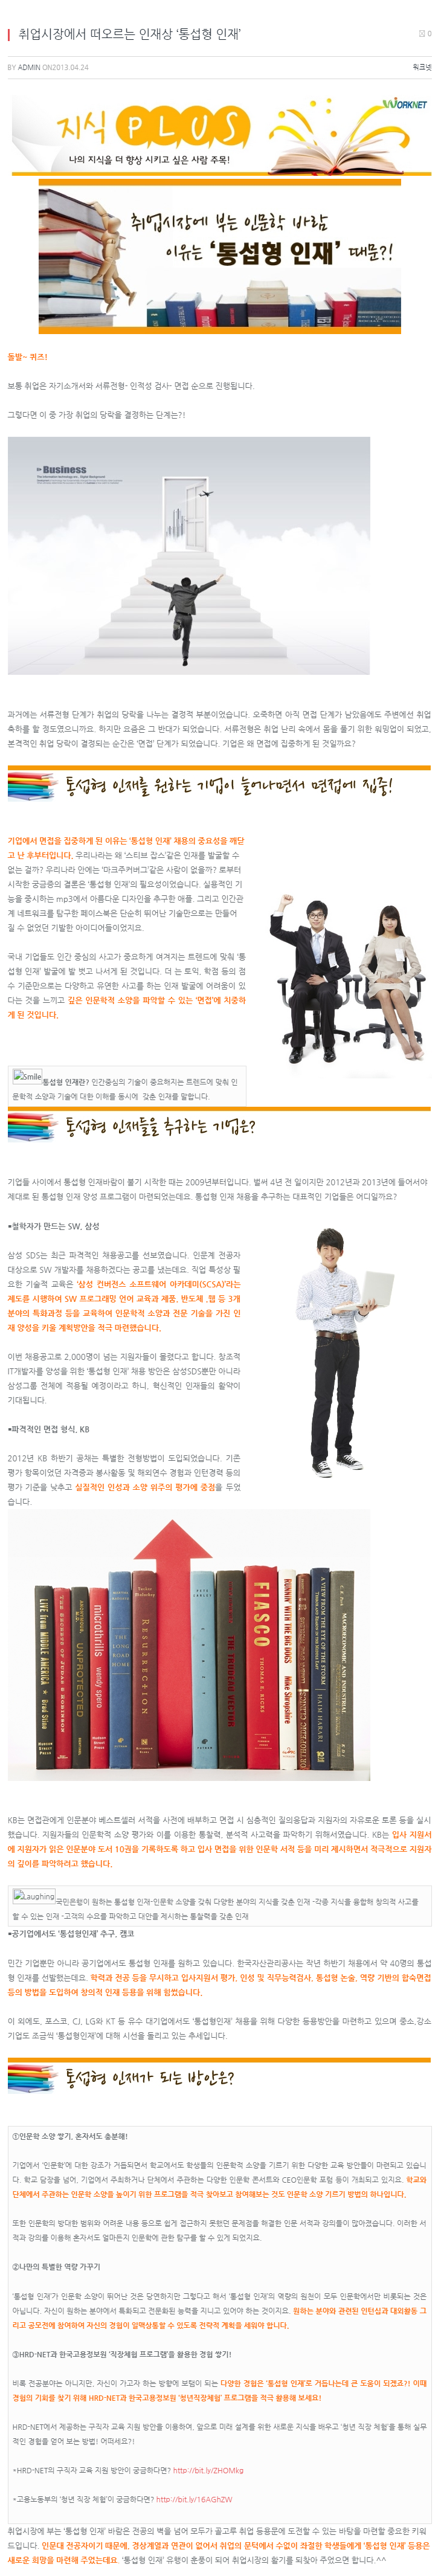 취업시장에서 떠오르는 인재상 ‘통섭형 인재’
0
BY ADMIN ON2013.04.24
워크넷
지식 PLUS
WORKNET
나의 지식을 더 향상 시키고 싶은 사람 주목!
취업시장에 부는 인문학 바람
이유는 ‘통섭형 인재’ 때문?!
돌발~ 퀴즈!
보통 취업은 자기소개서와 서류전형- 인적성 검사- 면접 순으로 진행됩니다.
그렇다면 이 중 가장 취업의 당락을 결정하는 단계는?!
Business
과거에는 서류전형 단계가 취업의 당락을 나누는 결정적 부분이었습니다. 오죽하면 아직 면접 단계가 남았음에도 주변에선 취업
축하를 할 정도였으니까요. 하지만 요즘은 그 반대가 되었습니다. 서류전형은 취업 난리 속에서 몸을 풀기 위한 워밍업이 되었고,
본격적인 취업 당락이 결정되는 순간은 ‘면접’ 단계가 되었습니다. 기업은 왜 면접에 집중하게 된 것일까요?
통섭형 인재를 원하는 기업이 늘어나면서 면접에 집중!
기업에서 면접을 집중하게 된 이유는 ‘통섭형 인재’ 채용의 중요성을 깨닫
고 난 후부터입니다. 우리나라는 왜 ‘스티브 잡스’같은 인재를 발굴할 수
없는 걸까? 우리나라 안에는 ‘마크주커버그’같은 사람이 없을까? 로부터
시작한 궁금증의 결론은 ‘통섭형 인재’의 필요성이었습니다. 실용적인 기
능을 중시하는 mp3에서 아름다운 디자인을 추구한 애플. 그리고 인간관
계 네트워크를 탐구한 페이스북은 단순히 뛰어난 기술만으로는 만들어
질 수 없었던 기발한 아이디어들이었지요.
국내 기업들도 인간 중심의 사고가 중요하게 여겨지는 트렌드에 맞춰 ‘통
섭형 인재’ 발굴에 발 벗고 나서게 된 것입니다. 더 는 토익, 학점 등의 점
수 기준만으로는 다양하고 유연한 사고를 하는 인재 발굴에 어려움이 있
다는 것을 느끼고 깊은 인문학적 소양을 파악할 수 있는 ‘면접’에 치중하
게 된 것입니다.
Smile 통섭형 인재란? 인간중심의 기술이 중요해지는 트렌드에 맞춰 인
문학적 소양과 기술에 대한 이해를 동시에 갖춘 인재를 말합니다.
통섭형 인재들을 추구하는 기업은?
기업들 사이에서 통섭형 인재바람이 불기 시작한 때는 2009년부터입니다. 벌써 4년 전 일이지만 2012년과 2013년에 들어서야
제대로 된 통섭형 인재 양성 프로그램이 마련되었는데요. 통섭형 인재 채용을 추구하는 대표적인 기업들은 어디일까요?
*철학자가 만드는 SW, 삼성
삼성 SDS는 최근 파격적인 채용공고를 선보였습니다. 인문계 전공자
대상으로 SW 개발자를 채용하겠다는 공고를 냈는데요. 직업 특성상 필
요한 기술적 교육은 ‘삼성 컨버전스 소프트웨어 아카데미(SCSA)’라는
제도를 시행하여 SW 프로그래밍 언어 교육과 제품, 반도체 ,웹 등 3개
분야의 특화과정 등을 교육하여 인문학적 소양과 전문 기술을 가진 인
재 양성을 키울 계획방안을 적극 마련했습니다.
이번 채용공고로 2,000명이 넘는 지원자들이 몰렸다고 합니다. 창조적
IT개발자를 양성을 위한 ‘통섭형 인재’ 채용 방안은 삼성SDS뿐만 아니라
삼성그룹 전체에 적용될 예정이라고 하니, 혁신적인 인재들의 활약이
기대됩니다.
*파격적인 면접 형식, KB
2012년 KB 하반기 공채는 특별한 전형방법이 도입되었습니다. 기존
평가 항목이었던 자격증과 봉사활동 및 해외연수 경험과 인턴경력 등의
평가 기준을 낮추고 실질적인 인성과 소양 위주의 평가에 중점을 두었
습니다.
LIFE from MIDDLE AMERICA
UNPROTECTED
microthrills
wendy spero
THE LONG ROAD HOME
RESURRECTION
THE TRUDEAU VECTOR
FIASCO
THOMAS E. RICKS
RUNNIN' WITH THE BIG DOGS
Mike Shropshire
A VIEW FROM THE EYE OF THE STORM
HAIM HARARI
KB는 면접관에게 인문분야 베스트셀러 서적을 사전에 배부하고 면접 시 심층적인 질의응답과 지원자의 자유로운 토론 등을 실시
했습니다. 지원자들의 인문학적 소양 평가와 이를 이용한 통찰력, 분석적 사고력을 파악하기 위해서였습니다. KB는 입사 지원서
에 지원자가 읽은 인문분야 도서 10권을 기록하도록 하고 입사 면접을 위한 인문학 서적 등을 미리 제시하면서 적극적으로 지원자
의 깊이를 파악하려고 했습니다.
Laughing 국민은행이 원하는 통섭형 인재-인문학 소양을 갖춰 다양한 분야의 지식을 갖춘 인재 -각종 지식을 융합해 창의적 사고를
할 수 있는 인재 -고객의 수요를 파악하고 대안을 제시하는 통찰력을 갖춘 인재
*공기업에서도 ‘통섭형인재’ 추구, 캠코
민간 기업뿐만 아니라 공기업에서도 통섭형 인재를 원하고 있습니다. 한국자산관리공사는 작년 하반기 채용에서 약 40명의 통섭
형 인재를 선발했는데요. 학력과 전공 등을 무시하고 입사지원서 평가, 인성 및 직무능력검사, 통섭형 논술, 역량 기반의 합숙면접
등의 방법을 도입하여 창의적 인재 등용을 위해 힘썼습니다.
이 외에도, 포스코, CJ, LG와 KT 등 우수 대기업에서도 ‘통섭형인재’ 채용을 위해 다양한 등용방안을 마련하고 있으며 중소,강소
기업도 조금씩 ‘통섭형인재’에 대해 시선을 돌리고 있는 추세입니다.
통섭형 인재가 되는 방안은?
①인문학 소양 쌓기, 혼자서도 충분해!
기업에서 ‘인문학’에 대한 강조가 거듭되면서 학교에서도 학생들의 인문학적 소양을 기르기 위한 다양한 교육 방안들이 마련되고 있습니
다. 학교 담장을 넘어, 기업에서 주최하거나 단체에서 주관하는 다양한 인문학 콘서트와 CEO인문학 포럼 등이 개최되고 있지요. 학교와
단체에서 주관하는 인문학 소양을 높이기 위한 프로그램을 적극 찾아보고 참여해보는 것도 인문학 소양 기르기 방법의 하나입니다.
또한 인문학의 방대한 범위와 어려운 내용 등으로 쉽게 접근하지 못했던 문제점을 해결한 인문 서적과 강의들이 많아졌습니다. 이러한 서
적과 강의를 이용해 혼자서도 얼마든지 인문학에 관한 탐구를 할 수 있게 되었지요.
②나만의 특별한 역량 가꾸기
‘통섭형 인재’가 인문학 소양이 뛰어난 것은 당연하지만 그렇다고 해서 ‘통섭형 인재’의 역량의 원천이 모두 인문학에서만 비롯되는 것은
아닙니다. 자신이 원하는 분야에서 특화되고 전문화된 능력을 지니고 있어야 하는 것이지요. 원하는 분야와 관련된 인턴십과 대외활동 그
리고 공모전에 참여하여 자신의 경험이 일맥상통할 수 있도록 전략적 계획을 세워야 합니다.
③HRD-NET과 한국고용정보원 ‘직장체험 프로그램’을 활용한 경험 쌓기!
비록 전공분야는 아니지만, 자신이 가고자 하는 방향에 보탬이 되는 다양한 경험은 ‘통섭형 인재’로 거듭나는데 큰 도움이 되겠죠?! 이때
경험의 기회를 찾기 위해 HRD-NET과 한국고용정보원 ‘청년직장체험’ 프로그램을 적극 활용해 보세요!
HRD-NET에서 제공하는 구직자 교육 지원 방안을 이용하여, 앞으로 미래 설계를 위한 새로운 지식을 배우고 ‘청년 직장 체험’을 통해 실무
적인 경험을 얻어 보는 방법! 어떠세요?!
*HRD-NET의 구직자 교육 지원 방안이 궁금하다면? http://bit.ly/ZHOMkg
*고용노동부의 ‘청년 직장 체험’이 궁금하다면? http://bit.ly/16AGhZW
취업시장에 부는 ‘통섭형 인재’ 바람은 전공의 벽을 넘어 모두가 골고루 취업 등용문에 도전할 수 있는 바탕을 마련할 중요한 키워
드입니다. 인문대 전공자이기 때문에, 경상계열과 연관이 없어서 취업의 문턱에서 수없이 좌절한 학생들에게 ‘통섭형 인재’ 등용은
새로운 희망을 마련해 주었는데요. ‘통섭형 인재’ 유행이 훈풍이 되어 취업시장의 활기를 되찾아 주었으면 합니다.^^